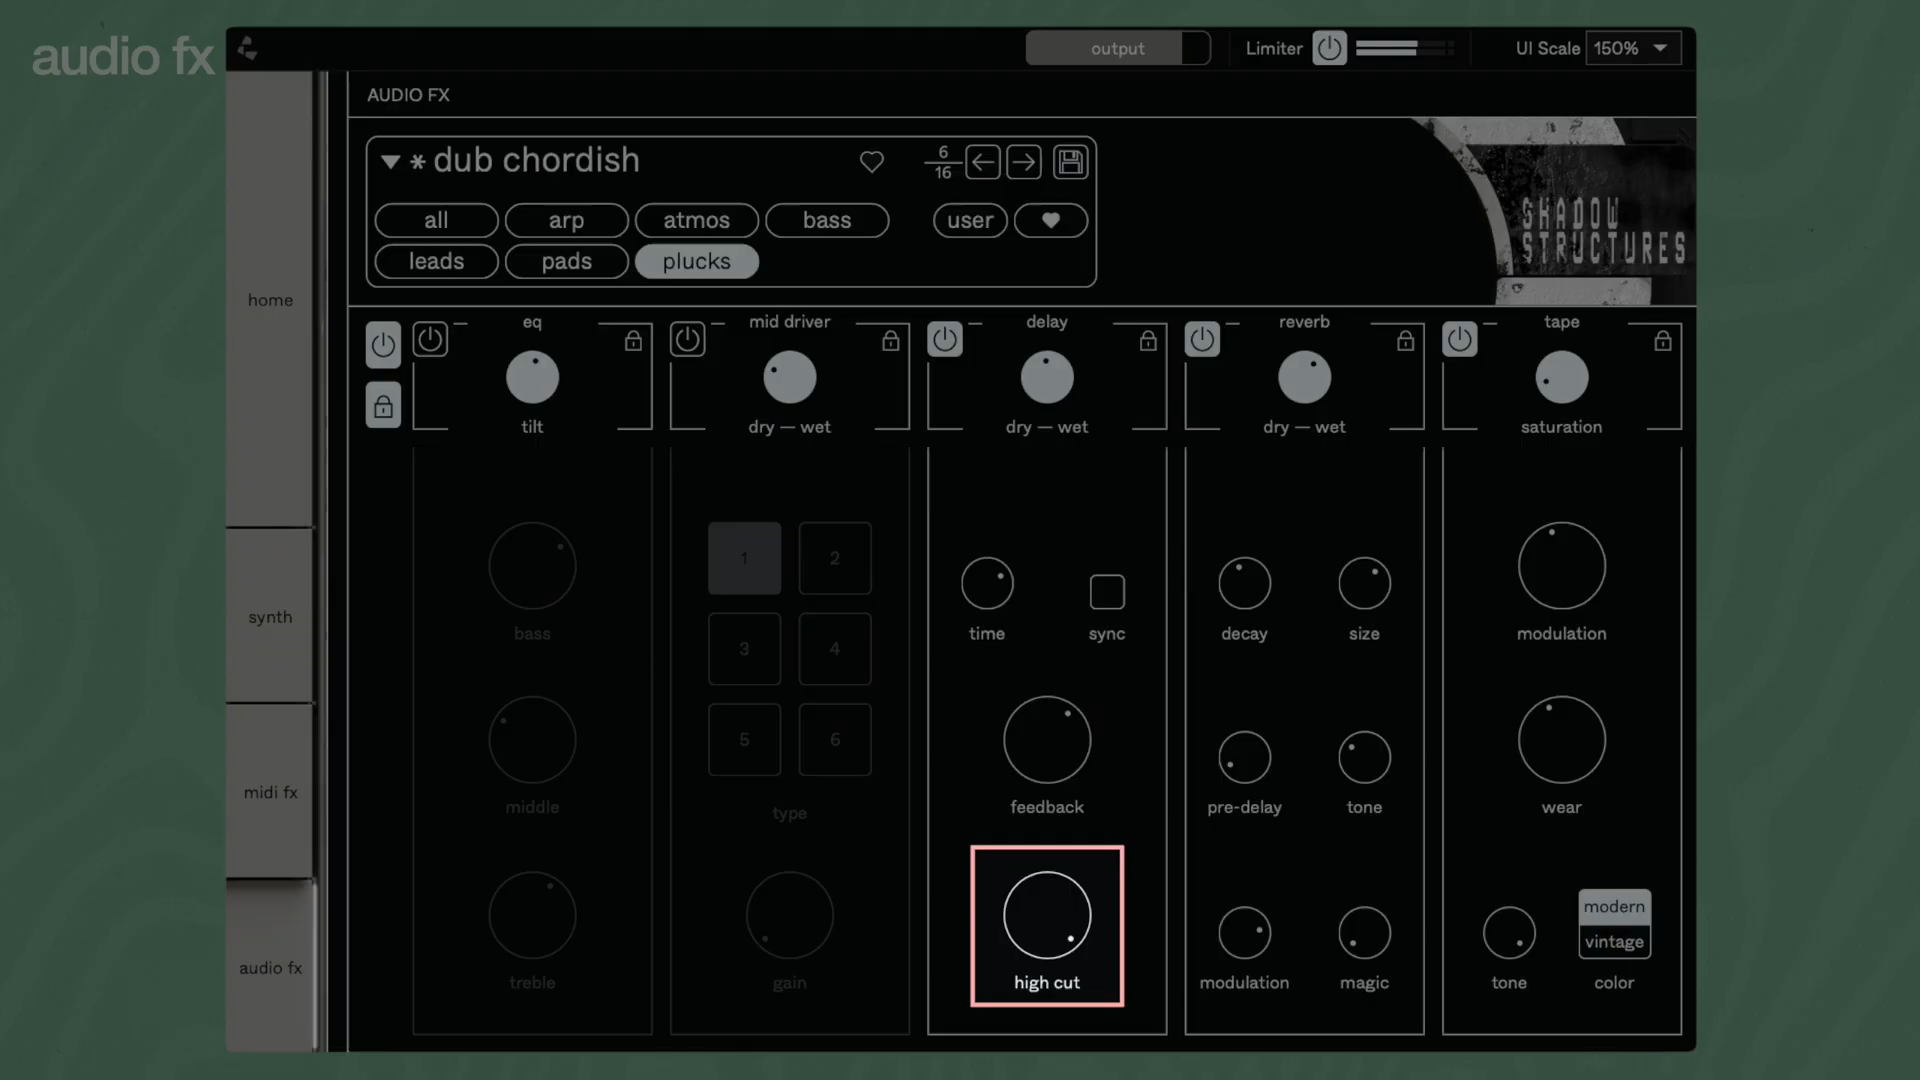 audio fx
output
Limiter
UI Scale 150%
AUDIO FX
* dub chordish
6
16
all arp atmos bass user
leads pads plucks
SHADOW
STRUCTURES
home
synth
midi fx
audio fx
eq mid driver delay reverb tape
tilt dry — wet dry — wet dry — wet saturation
bass
middle
treble
1 2
3 4
5 6
type
gain
time sync
feedback
high cut
decay size
pre-delay tone
modulation magic
modulation
wear
modern
vintage
tone color